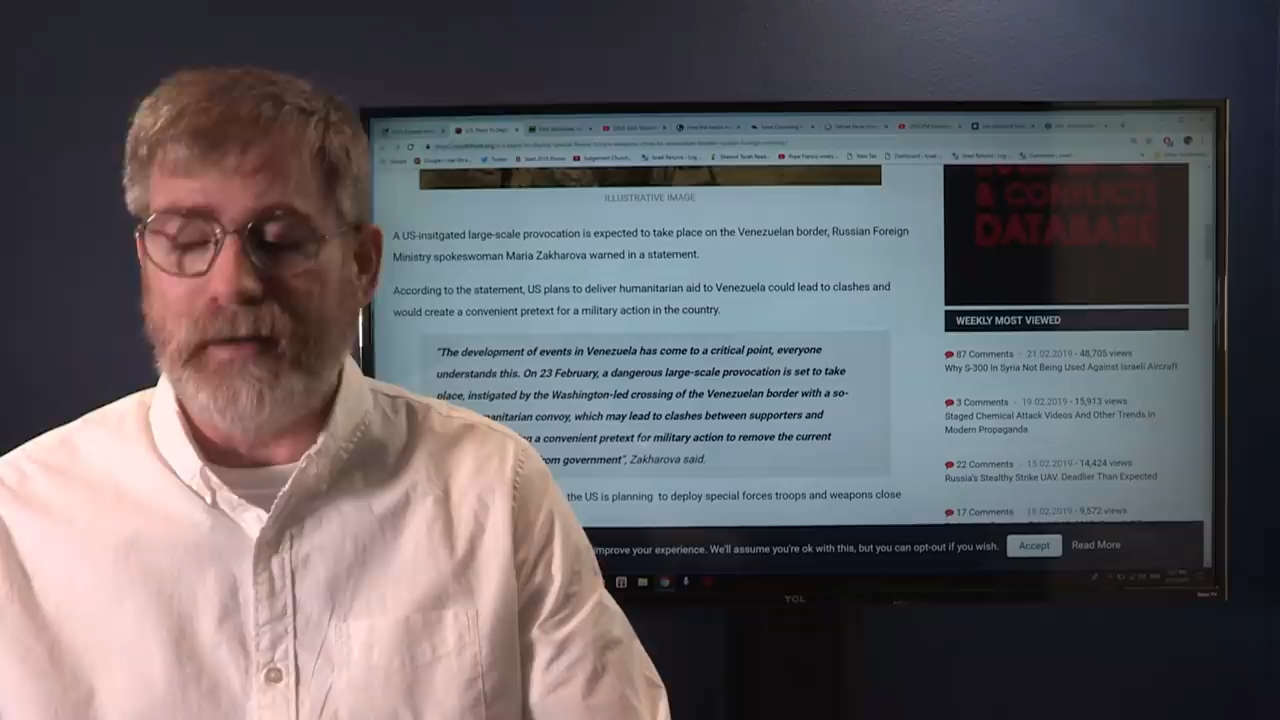 ILLUSTRATIVE IMAGE
A US-insitgated large-scale provocation is expected to take place on the Venezuelan border, Russian Foreign
Ministry spokeswoman Maria Zakharova warned in a statement.
According to the statement, US plans to deliver humanitarian aid to Venezuela could lead to clashes and
would create a convenient pretext for a military action in the country.
"The development of events in Venezuela has come to a critical point, everyone
understands this. On 23 February, a dangerous large-scale provocation is set to take
place, instigated by the Washington-led crossing of the Venezuelan border with a so-
anitarian convoy, which may lead to clashes between supporters and
g a convenient pretext for military action to remove the current
om government", Zakharova said.
the US is planning to deploy special forces troops and weapons close
& CONFLICT
DATABASE
WEEKLY MOST VIEWED
87 Comments - 21.02.2019 - 48,705 views
Why S-300 In Syria Not Being Used Against Israeli Aircraft
3 Comments - 19.02.2019 - 15,913 views
Staged Chemical Attack Videos And Other Trends In
Modern Propaganda
22 Comments - 15.02.2019 - 14,424 views
Russia's Stealthy Strike UAV. Deadlier Than Expected
17 Comments - 18.02.2019 - 9,572 views
improve your experience. We'll assume you're ok with this, but you can opt-out if you wish.
Accept
Read More
TCL